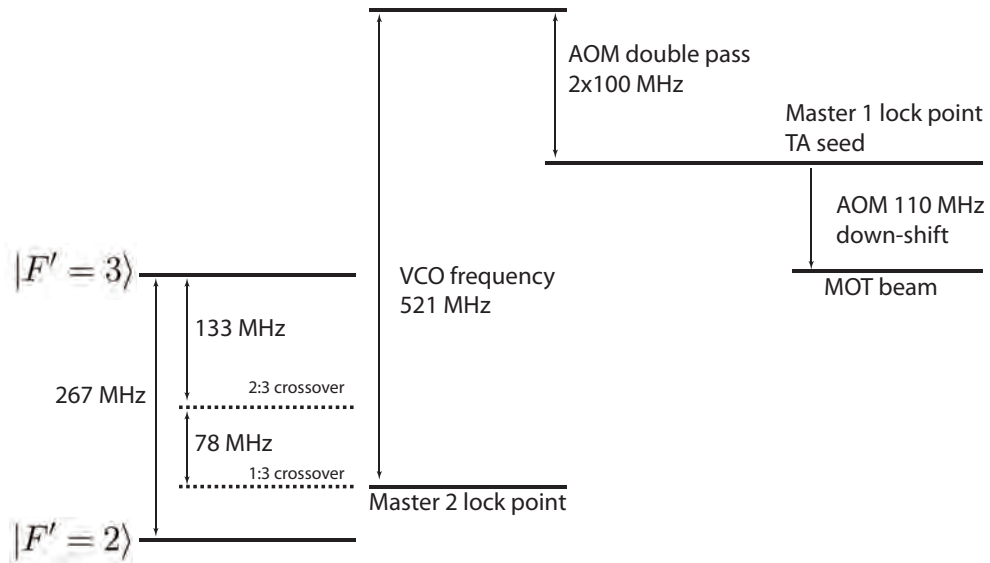 AOM double pass
2x100 MHz
Master 1 lock point
TA seed
AOM 110 MHz
down-shift
MOT beam
|F′ = 3⟩
VCO frequency
521 MHz
133 MHz
2:3 crossover
267 MHz
78 MHz
1:3 crossover
Master 2 lock point
|F′ = 2⟩